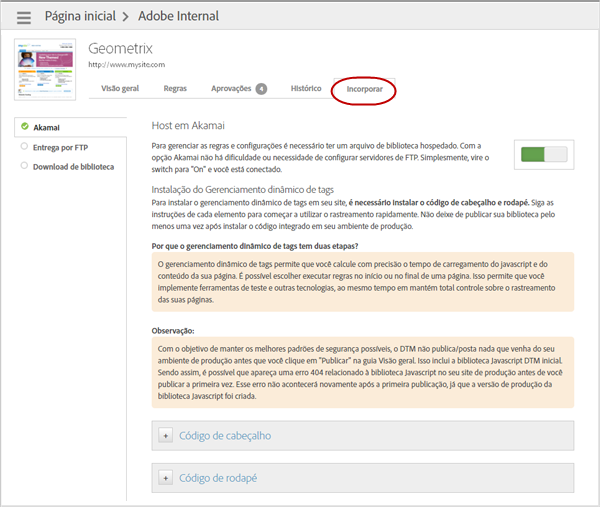 Página inicial > Adobe Internal
Geometrix
http://www.mysite.com
Visão geral Regras Aprovações 4 Histórico Incorporar
Akamai
Entrega por FTP
Download de biblioteca
Host em Akamai
Para gerenciar as regras e configurações é necessário ter um arquivo de biblioteca hospedado. Com a
opção Akamai não há dificuldade ou necessidade de configurar servidores de FTP. Simplesmente, vire o
switch para "On" e você está conectado.
Instalação do Gerenciamento dinâmico de tags
Para instalar o gerenciamento dinâmico de tags em seu site, é necessário instalar o código de cabeçalho e rodapé. Siga as
instruções de cada elemento para começar a utilizar o rastreamento rapidamente. Não deixe de publicar sua biblioteca pelo
menos uma vez após instalar o código integrado em seu ambiente de produção.
Por que o gerenciamento dinâmico de tags tem duas etapas?
O gerenciamento dinâmico de tags permite que você calcule com precisão o tempo de carregamento do javascript e do
conteúdo da sua página. É possível escolher executar regras no início ou no final de uma página. Isso permite que você
implemente ferramentas de teste e outras tecnologias, ao mesmo tempo em mantém total controle sobre o rastreamento
das suas páginas.
Observação:
Com o objetivo de manter os melhores padrões de segurança possíveis, o DTM não publica/posta nada que venha do seu
ambiente de produção antes que você clique em "Publicar" na guia Visão geral. Isso inclui a biblioteca Javascript DTM inicial.
Sendo assim, é possível que apareça uma erro 404 relacionado à biblioteca Javascript no seu site de produção antes de você
publicar a primeira vez. Esse erro não acontecerá novamente após a primeira publicação, já que a versão de produção da
biblioteca Javascript foi criada.
+ Código de cabeçalho
+ Código de rodapé